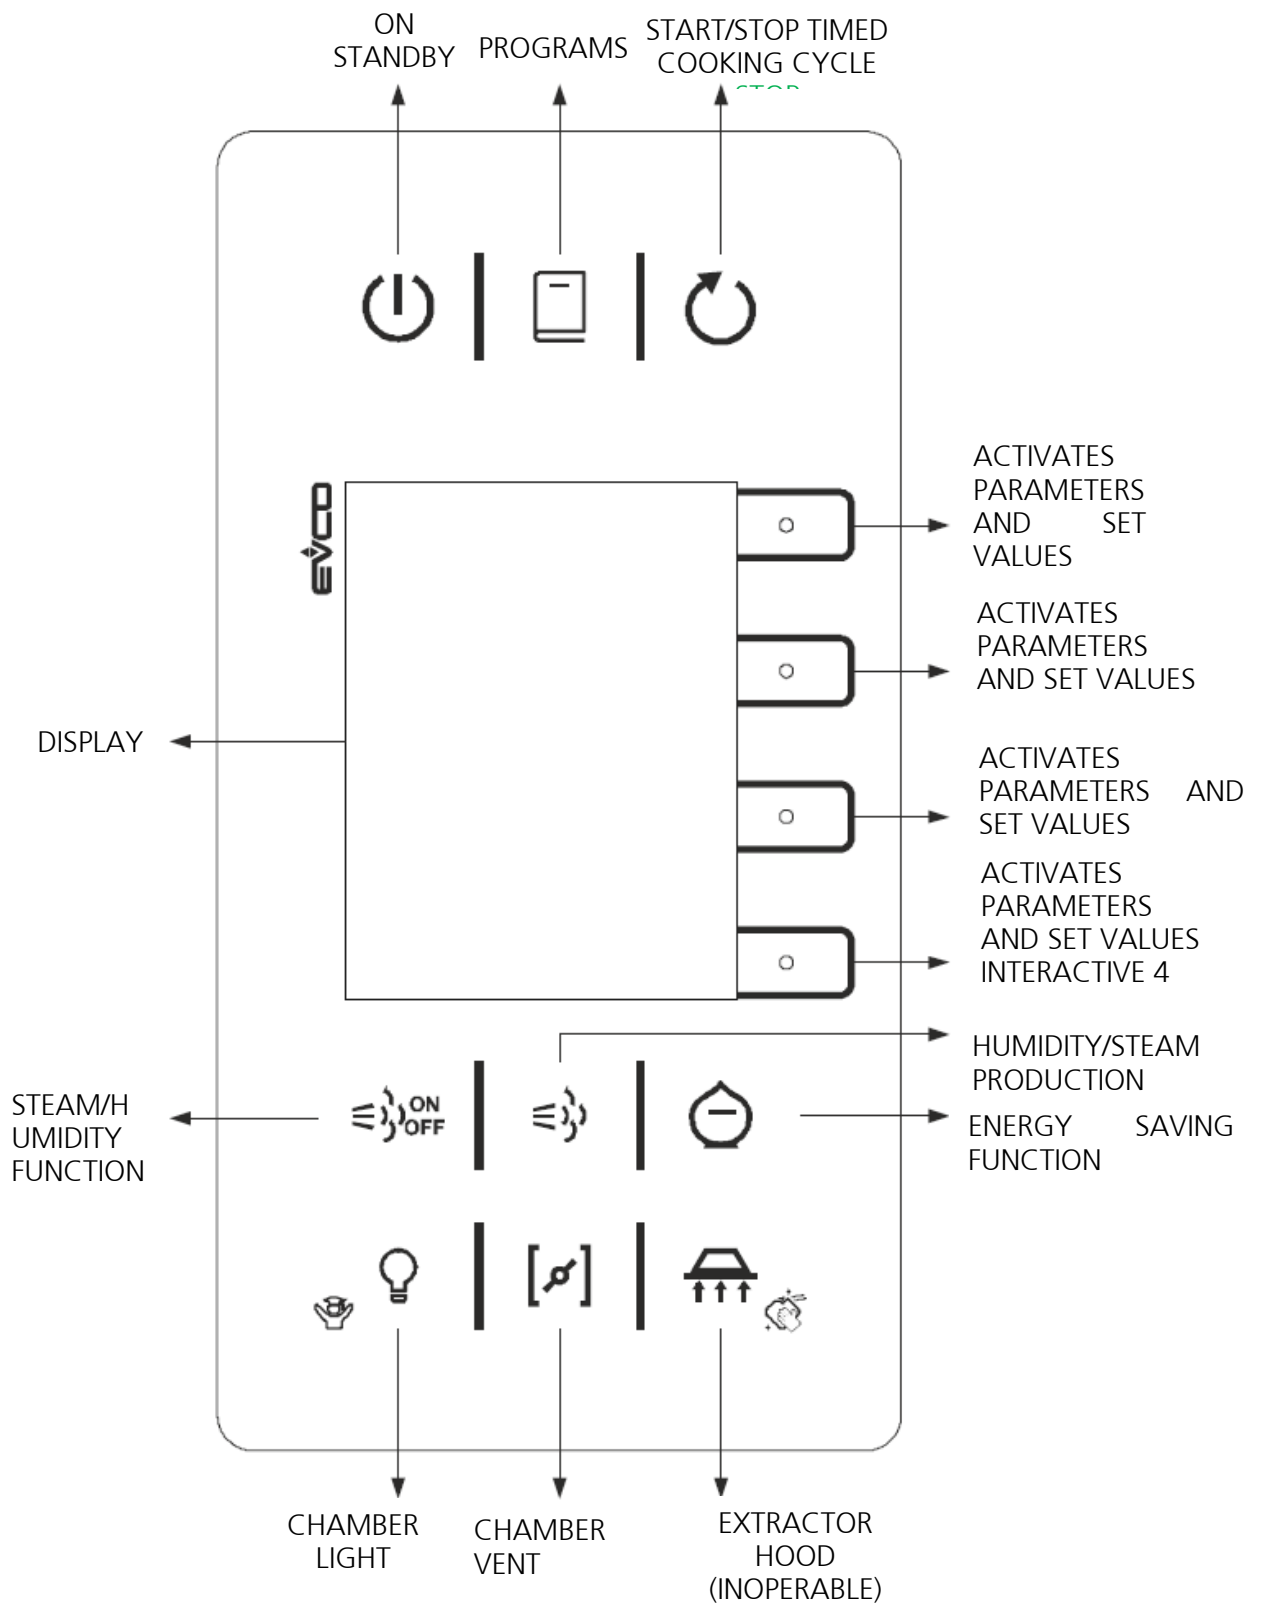 ON
STANDBY
PROGRAMS
START/STOP TIMED
COOKING CYCLE
STOP
EVCO
ACTIVATES
PARAMETERS
AND SET
VALUES
ACTIVATES
PARAMETERS
AND SET VALUES
DISPLAY
ACTIVATES
PARAMETERS AND
SET VALUES
ACTIVATES
PARAMETERS
AND SET VALUES
INTERACTIVE 4
HUMIDITY/STEAM
PRODUCTION
STEAM/H
UMIDITY
FUNCTION
ON
OFF
ENERGY SAVING
FUNCTION
CHAMBER
LIGHT
CHAMBER
VENT
EXTRACTOR
HOOD
(INOPERABLE)